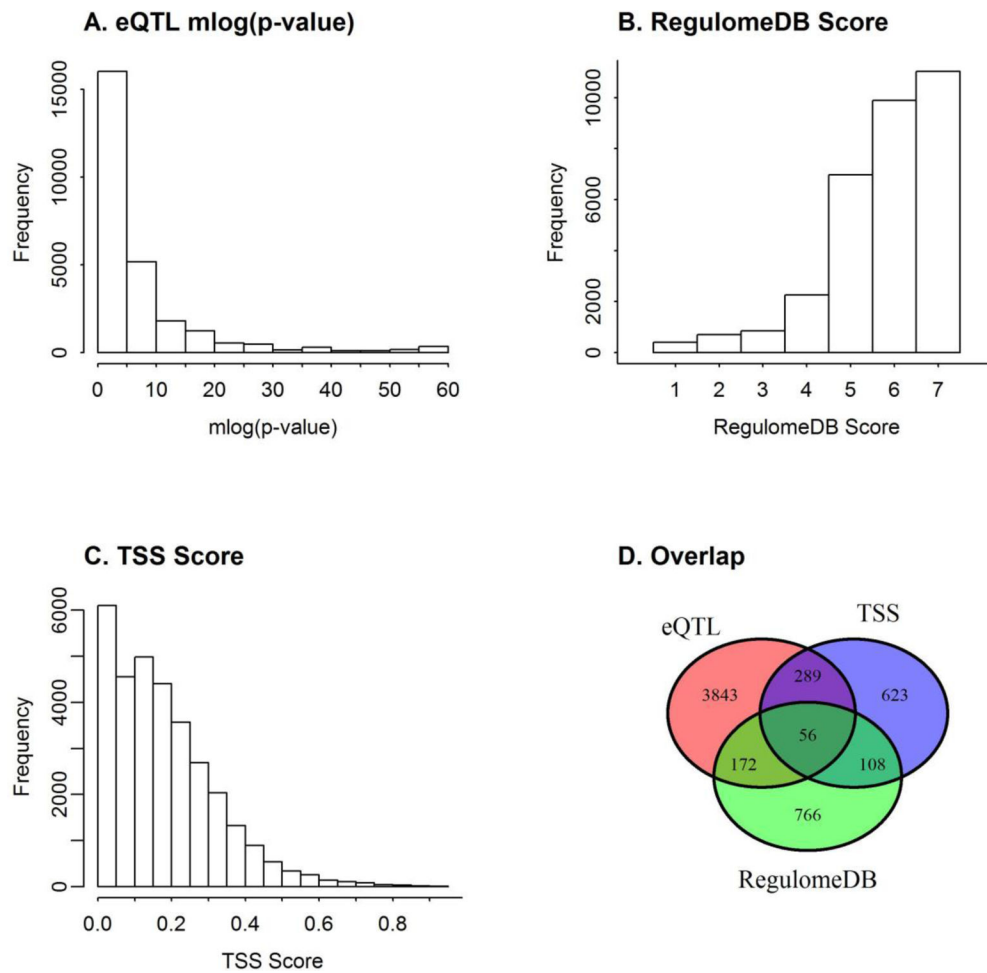 A. eQTL mlog(p-value)
Frequency
0
5000
10000
15000
0 10 20 30 40 50 60
mlog(p-value)
B. RegulomeDB Score
Frequency
0
2000
6000
10000
1 2 3 4 5 6 7
RegulomeDB Score
C. TSS Score
Frequency
0
2000
4000
6000
0.0 0.2 0.4 0.6 0.8
TSS Score
D. Overlap
eQTL
TSS
3843
289
623
56
172
108
766
RegulomeDB